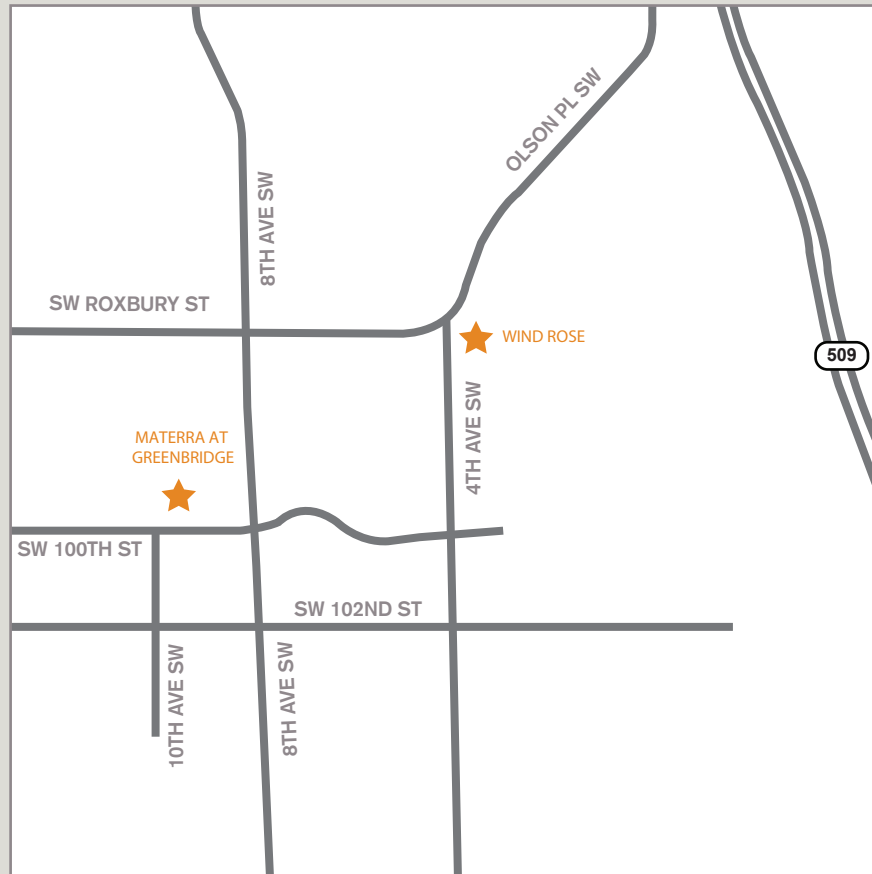 OLSON PL SW
8TH AVE SW
SW ROXBURY ST
WIND ROSE
509
4TH AVE SW
MATERRA AT
GREENBRIDGE
SW 100TH ST
SW 102ND ST
10TH AVE SW
8TH AVE SW